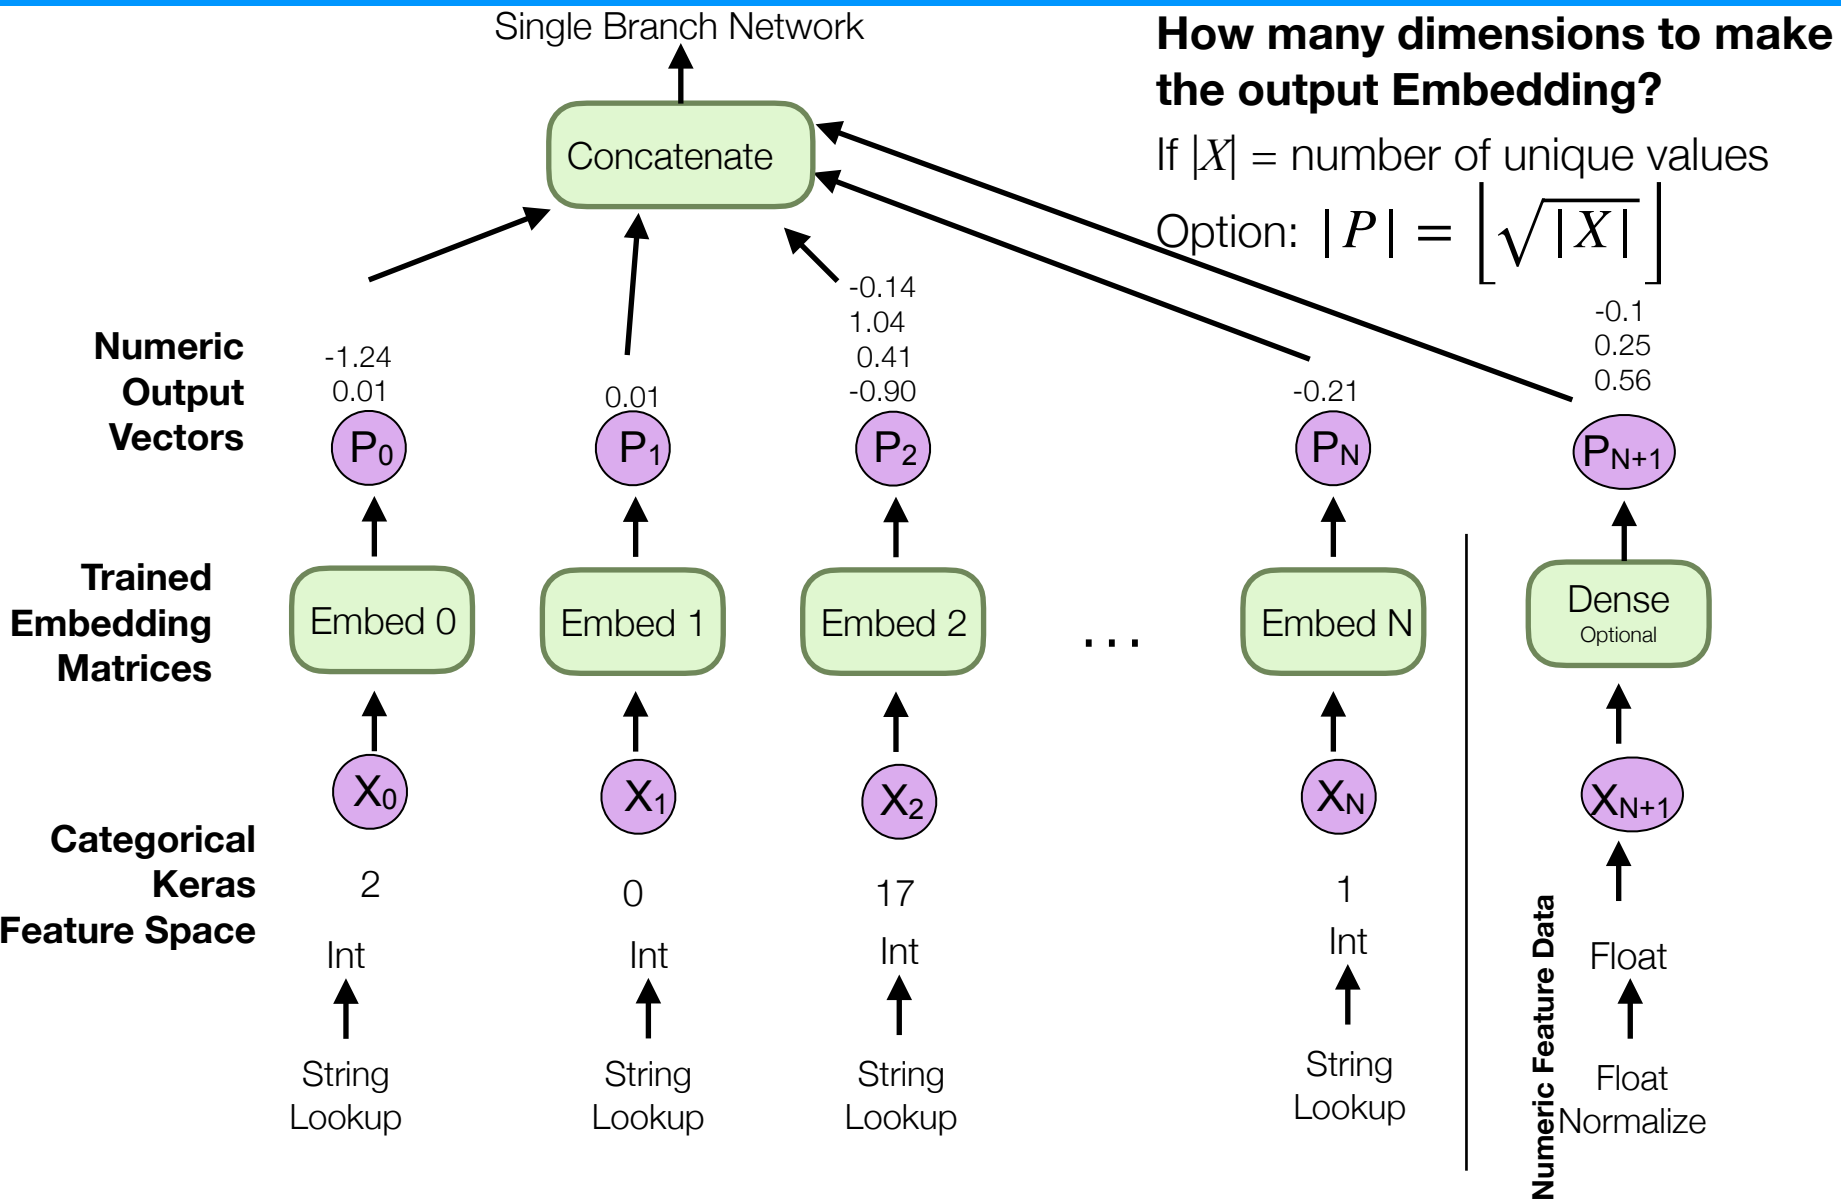 Single Branch Network
How many dimensions to make
the output Embedding?
If |X| = number of unique values
Option: |P| = ⌊√|X|⌋
Concatenate
Numeric
Output
Vectors
-1.24
0.01
0.01
-0.14
1.04
0.41
-0.90
-0.21
-0.1
0.25
0.56
P0
P1
P2
PN
PN+1
Trained
Embedding
Matrices
Embed 0
Embed 1
Embed 2
...
Embed N
Dense
Optional
X0
X1
X2
XN
XN+1
Categorical
Keras
Feature Space
2
0
17
1
Int
Int
Int
Int
Float
String
Lookup
String
Lookup
String
Lookup
String
Lookup
Numeric Feature Data
Float
Normalize